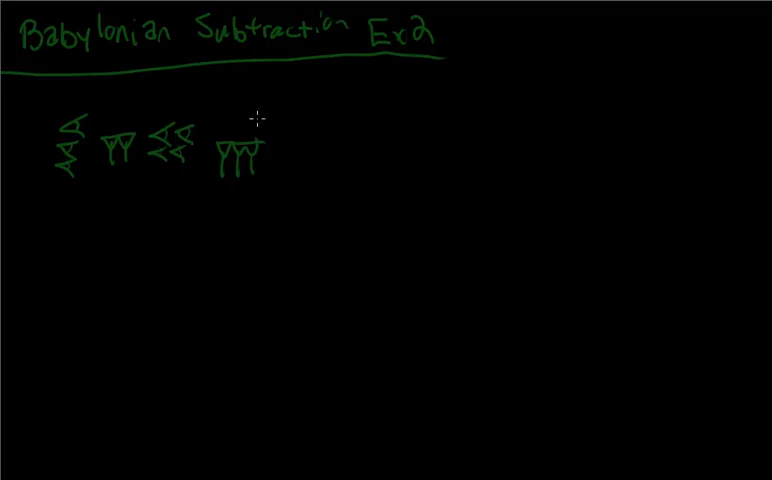 Babylonian Subtraction Ex2
𒌍 𒈫 𒐏 𒐈